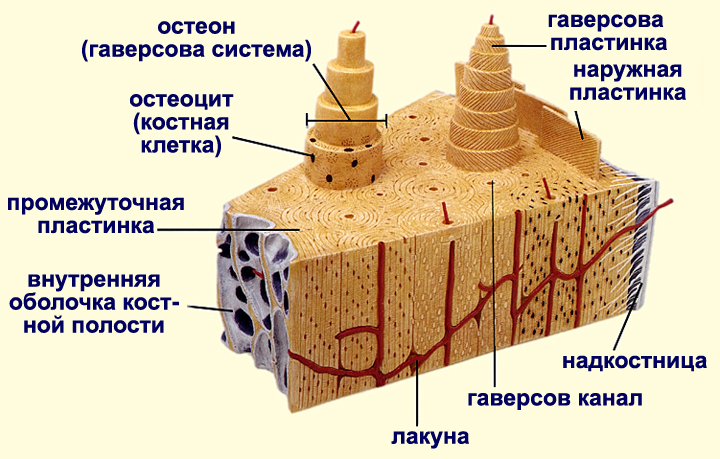 остеон
(гаверсова система)
остеоцит
(костная
клетка)
промежуточная
пластинка
внутренняя
оболочка кост-
ной полости
гаверсова
пластинка
наружная
пластинка
надкостница
гаверсов канал
лакуна